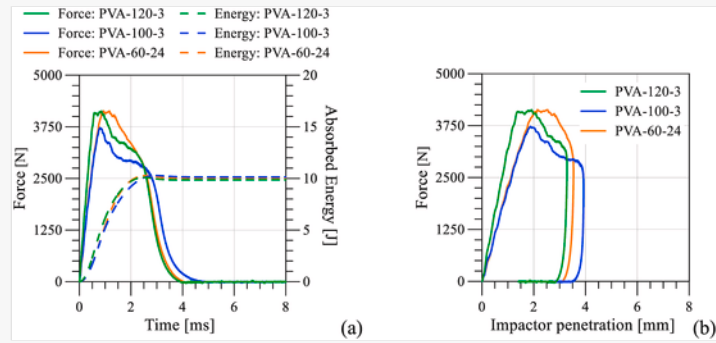 Force: PVA-120-3 Energy: PVA-120-3
Force: PVA-100-3 Energy: PVA-100-3
Force: PVA-60-24 Energy: PVA-60-24
5000
3750
2500
1250
0
Force [N]
20
15
10
5
0
Absorbed Energy [J]
0 2 4 6 8
Time [ms]
(a)
5000
3750
2500
1250
0
Force [N]
PVA-120-3
PVA-100-3
PVA-60-24
0 2 4 6 8
Impactor penetration [mm]
(b)